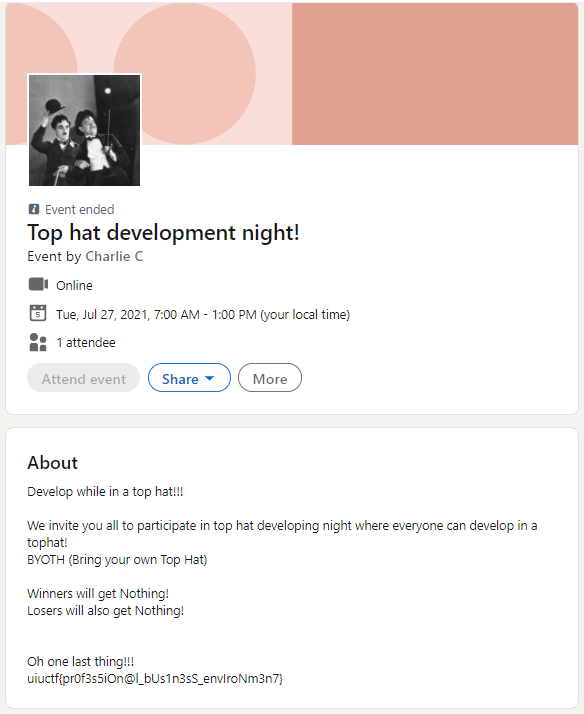 Event ended
Top hat development night!
Event by Charlie C
Online
5
Tue, Jul 27, 2021, 7:00 AM - 1:00 PM (your local time)
1 attendee
Attend event Share More
About
Develop while in a top hat!!!
We invite you all to participate in top hat developing night where everyone can develop in a
tophat!
BYOTH (Bring your own Top Hat)
Winners will get Nothing!
Losers will also get Nothing!
Oh one last thing!!!
uiuctf{pr0f3s5iOn@l_bUs1n3sS_envIroNm3n7}